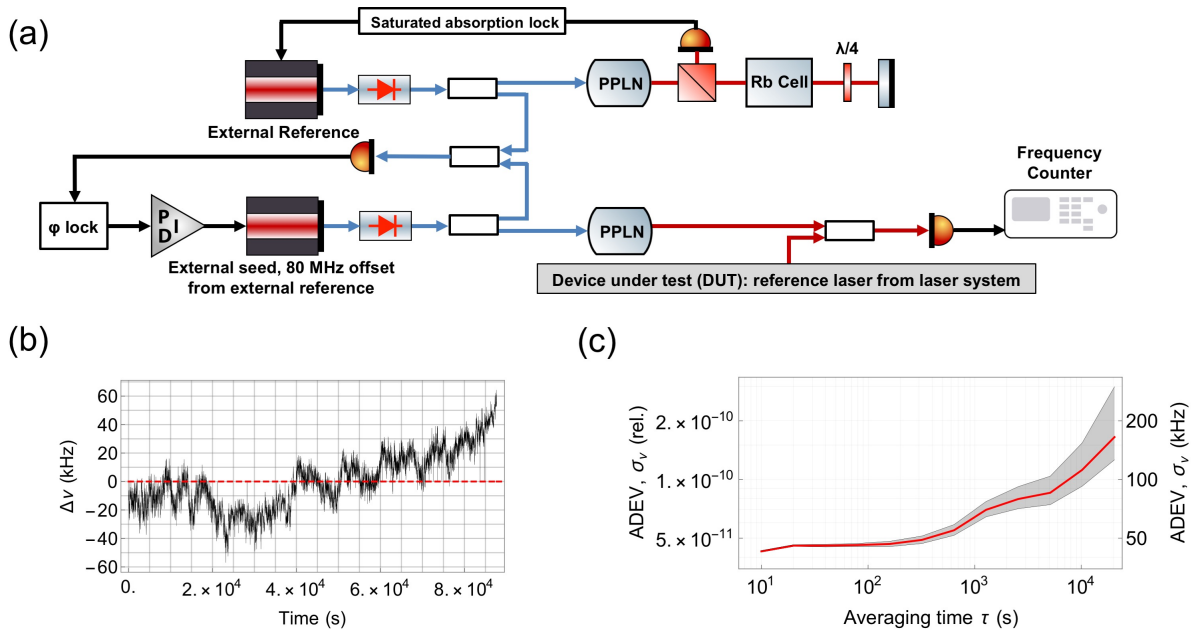 (a)
Saturated absorption lock
λ/4
PPLN
Rb Cell
External Reference
Frequency
Counter
φ lock
P
I
D
PPLN
External seed, 80 MHz offset
from external reference
Device under test (DUT): reference laser from laser system
(b)
60
40
20
0
−20
−40
−60
Δν (kHz)
0.
2.×10⁴
4.×10⁴
6.×10⁴
8.×10⁴
Time (s)
(c)
2.×10⁻¹⁰
1.×10⁻¹⁰
5.×10⁻¹¹
ADEV, σᵥ (rel.)
200
100
50
ADEV, σᵥ (kHz)
10¹
10²
10³
10⁴
Averaging time τ (s)